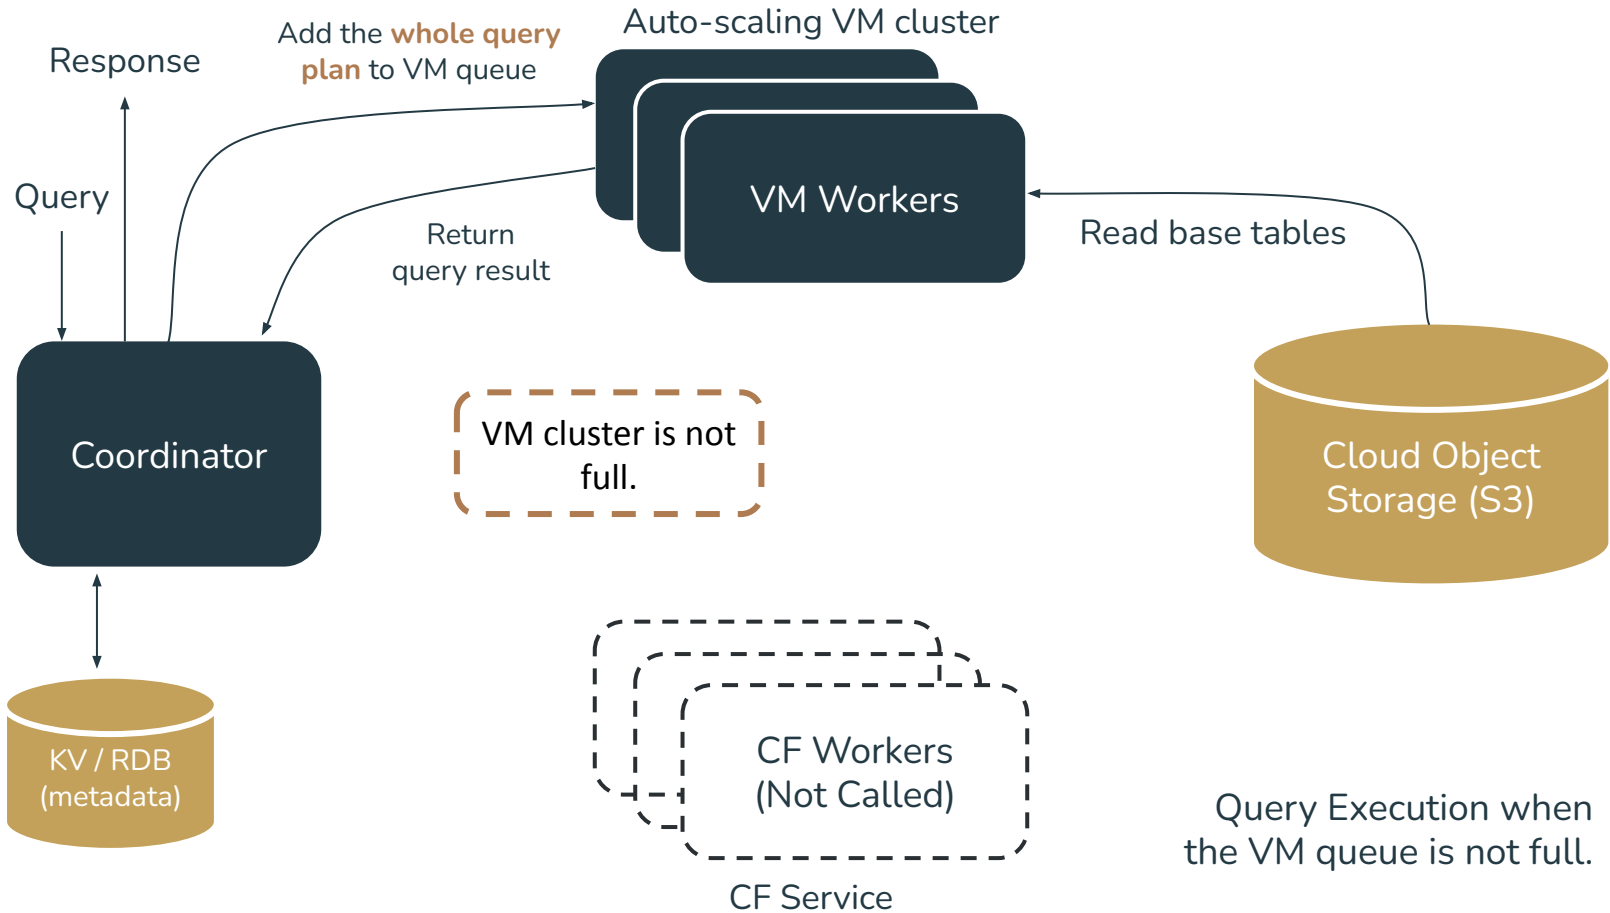 Auto-scaling VM cluster
Add the whole query
plan to VM queue
Response
Query
VM Workers
Return
query result
Read base tables
Coordinator
VM cluster is not
full.
Cloud Object
Storage (S3)
KV / RDB
(metadata)
CF Workers
(Not Called)
Query Execution when
the VM queue is not full.
CF Service